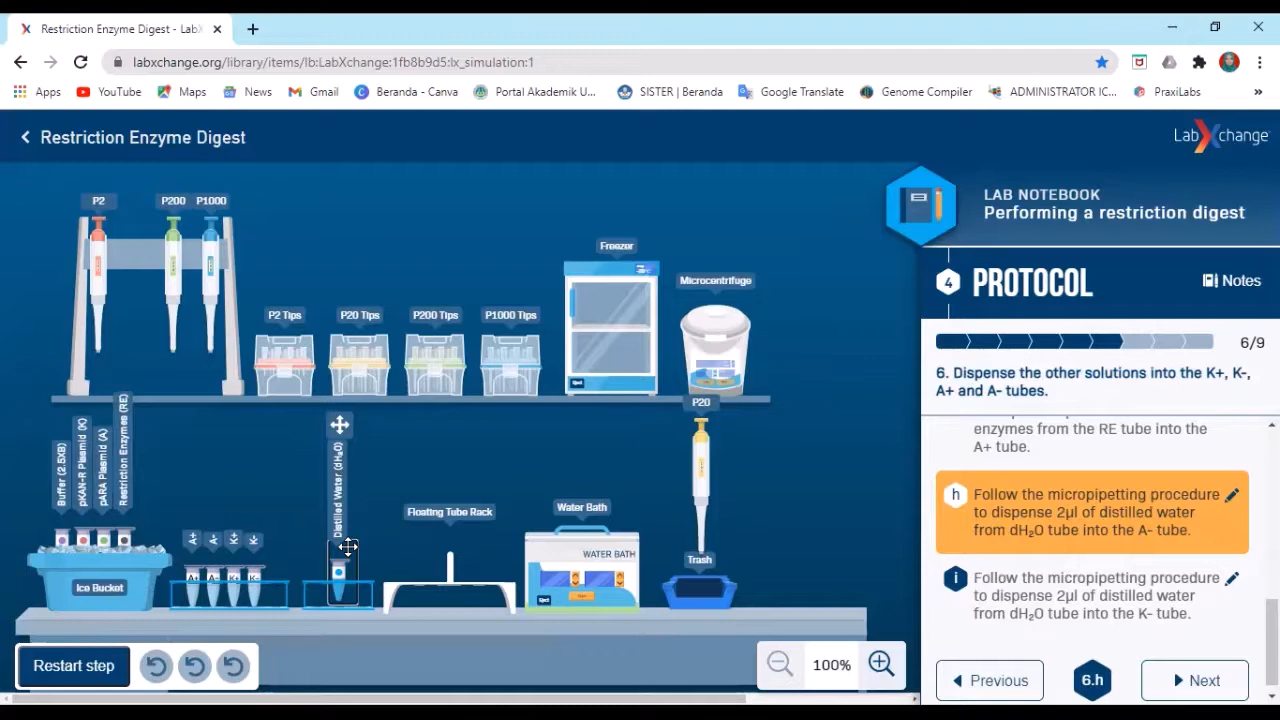 Restriction Enzyme Digest - LabX
labxchange.org/library/items/lb:LabXchange:1fb8b9d5:lx_simulation:1
Apps YouTube Maps News Gmail Beranda - Canva Portal Akademik U... SISTER | Beranda Google Translate Genome Compiler ADMINISTRATOR IC... PraxiLabs »
Restriction Enzyme Digest
LabXchange
LAB NOTEBOOK
Performing a restriction digest
4 PROTOCOL Notes
6/9
6. Dispense the other solutions into the K+, K-,
A+ and A- tubes.
enzymes from the RE tube into the
A+ tube.
h Follow the micropipetting procedure
to dispense 2µl of distilled water
from dH₂O tube into the A- tube.
i Follow the micropipetting procedure
to dispense 2µl of distilled water
from dH₂O tube into the K- tube.
Previous 6.h Next
P2 P200 P1000
Freezer
Microcentrifuge
P2 Tips P20 Tips P200 Tips P1000 Tips
Eject
P20
Buffer (2.5XB)
pKAN-R Plasmid (K)
pARA Plasmid (A)
Restriction Enzymes (RE)
Distilled Water (dH₂O)
Floating Tube Rack
Water Bath
WATER BATH
Eject
Trash
A+ A- K+ K-
A+ A- K+ K-
Ice Bucket
Restart step
100%